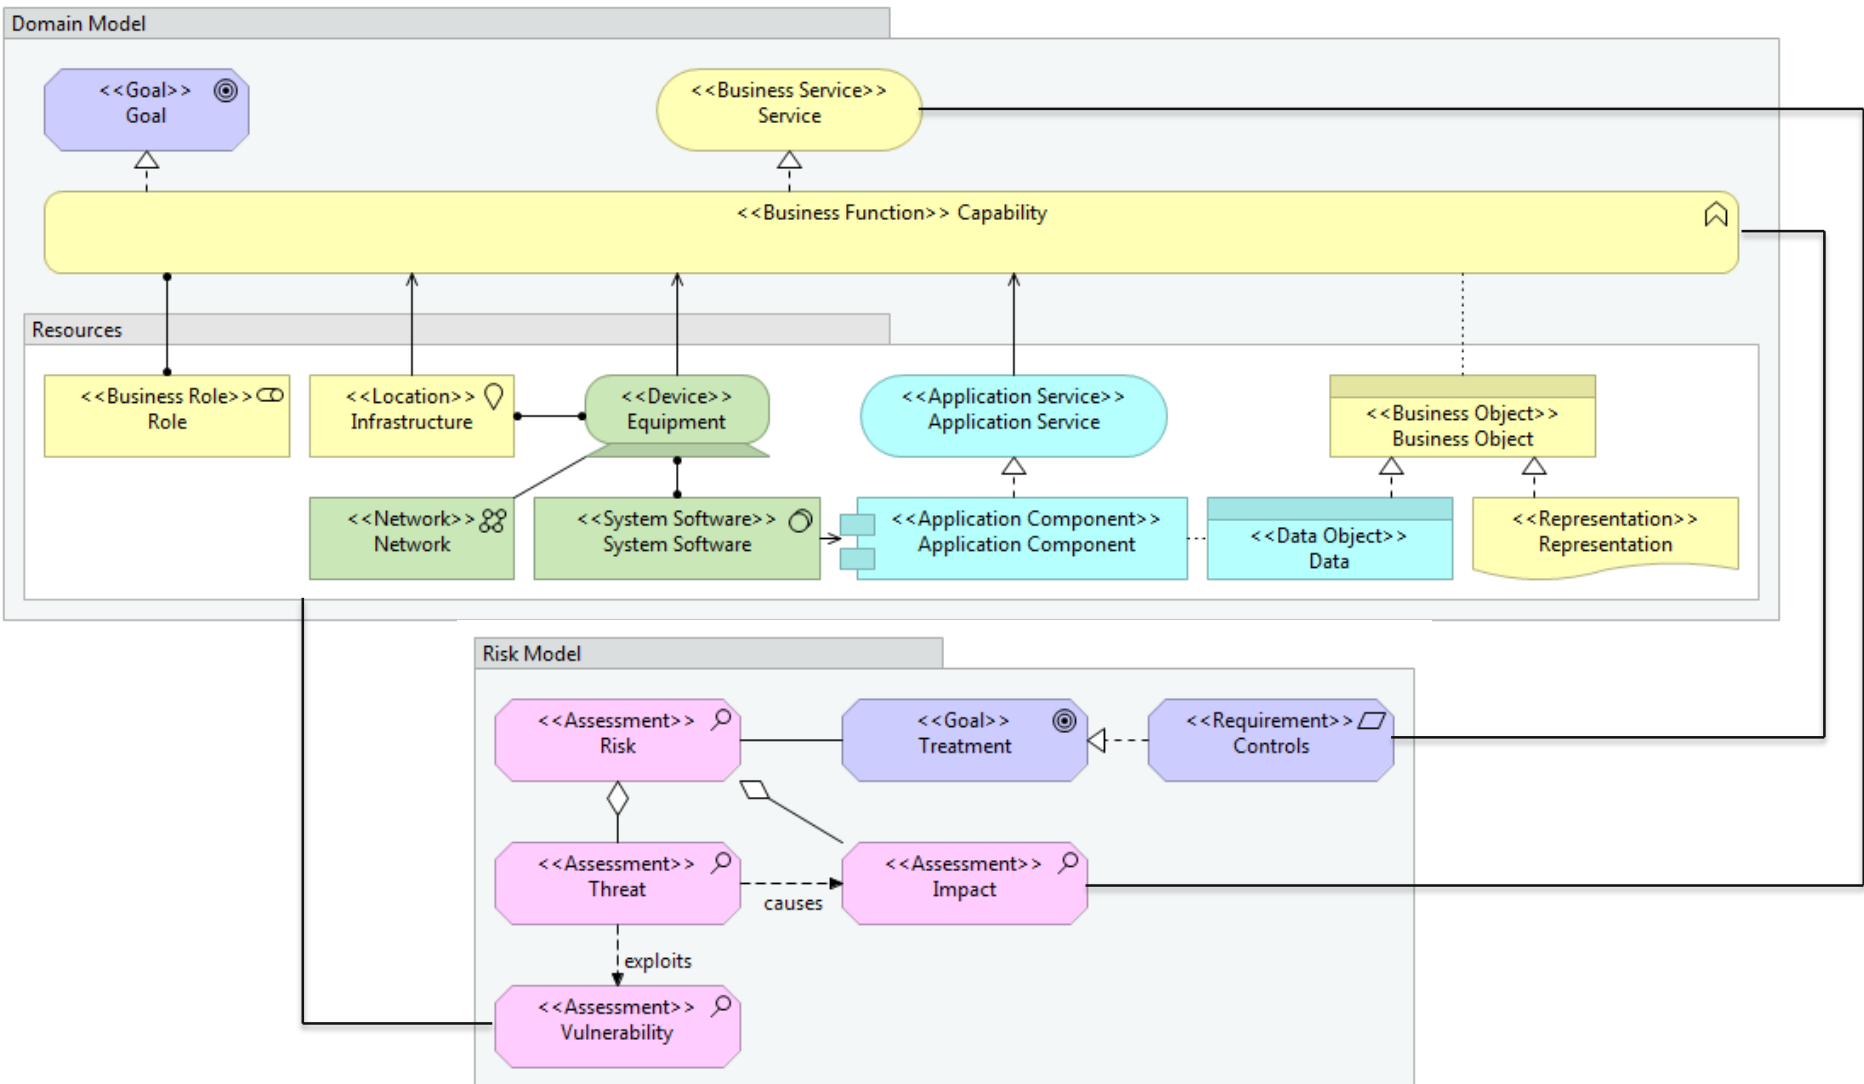 Domain Model
<<Goal>>
Goal
<<Business Service>>
Service
<<Business Function>> Capability
Resources
<<Business Role>>
Role
<<Location>>
Infrastructure
<<Device>>
Equipment
<<Application Service>>
Application Service
<<Business Object>>
Business Object
<<Network>>
Network
<<System Software>>
System Software
<<Application Component>>
Application Component
<<Data Object>>
Data
<<Representation>>
Representation
Risk Model
<<Assessment>>
Risk
<<Goal>>
Treatment
<<Requirement>>
Controls
<<Assessment>>
Threat
causes
<<Assessment>>
Impact
exploits
<<Assessment>>
Vulnerability